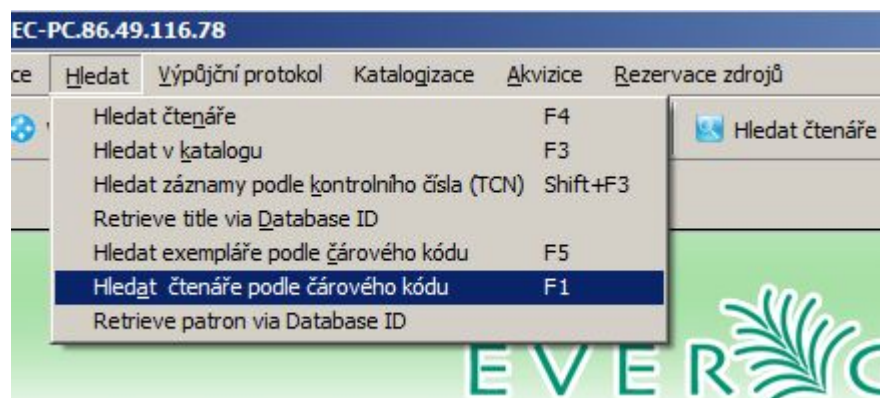 EC-PC.86.49.116.78
ce Hledat Výpůjční protokol Katalogizace Akvizice Rezervace zdrojů
Hledat čtenáře F4
Hledat čtenáře
Hledat v katalogu F3
Hledat záznamy podle kontrolního čísla (TCN) Shift+F3
Retrieve title via Database ID
Hledat exempláře podle čárového kódu F5
Hledat čtenáře podle čárového kódu F1
Retrieve patron via Database ID
EVERG